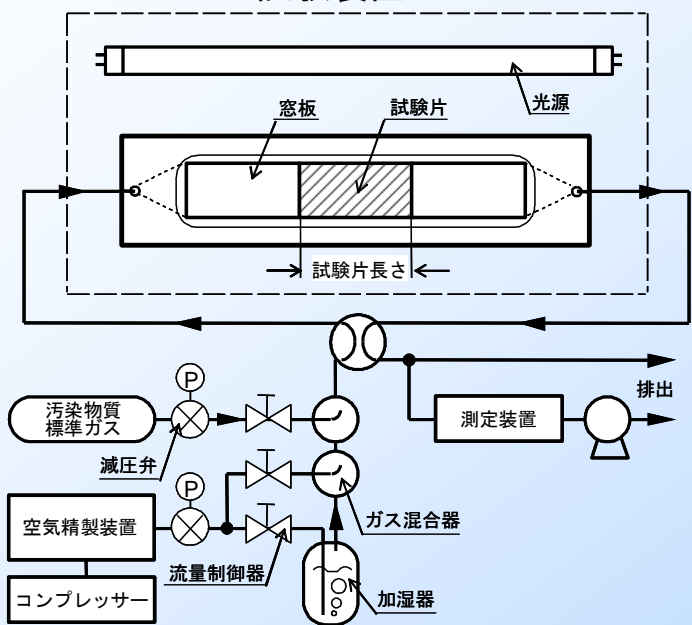 光源
窓板
試験片
試験片長さ
排出
P
汚染物質
標準ガス
減圧弁
測定装置
P
ガス混合器
空気精製装置
流量制御器
加湿器
コンプレッサー